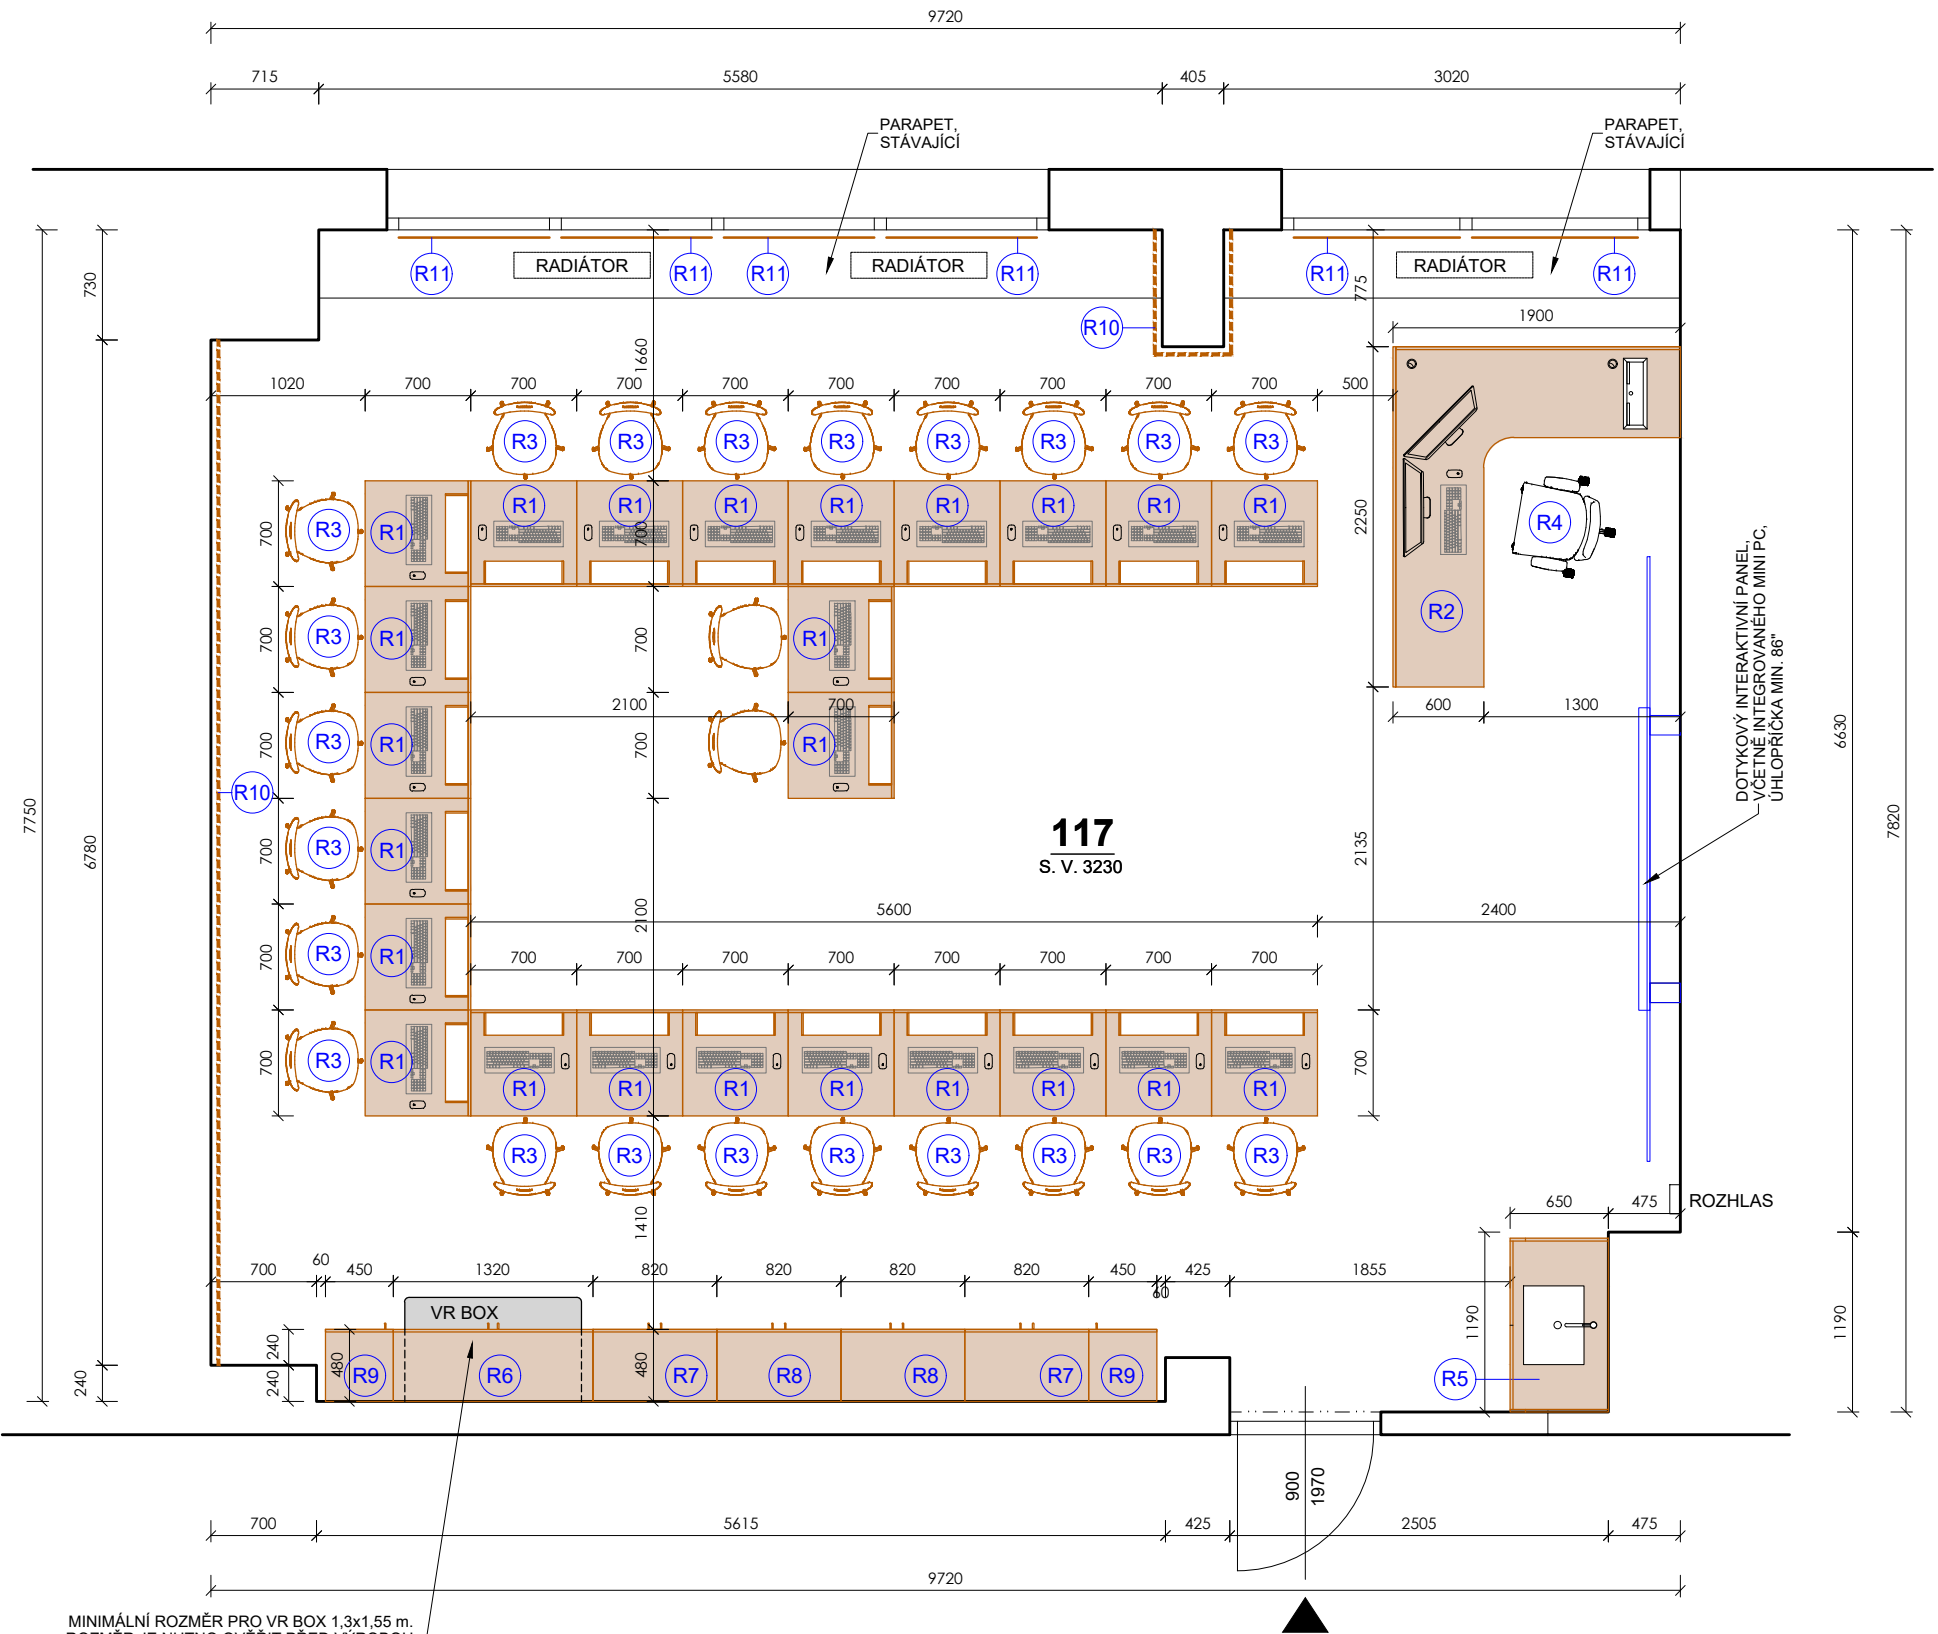 9720
715 5580 405 3020
PARAPET,
STÁVAJÍCÍ
PARAPET,
STÁVAJÍCÍ
R11 RADIÁTOR R11 R11 RADIÁTOR R11 R11 RADIÁTOR R11
730
775
R10
1900
1660
1020 700 700 700 700 700 700 700 700 700 500
R3 R3 R3 R3 R3 R3 R3 R3
R1 R1 R1 R1 R1 R1 R1 R1
700
700 R3 R1
R4
2250
R2
700 R3 R1 700 R1
2100 700
600 1300
700 R3 R1 700 R1
R10
DOTYKOVÝ INTERAKTIVNÍ PANEL,
VČETNĚ INTEGROVANÉHO MINI PC,
ÚHLOPŘÍČKA MIN. 86"
7750
6780
6630
7820
117
S. V. 3230
700 R3 R1
2135
2100
5600 2400
700 R3 R1
700 700 700 700 700 700 700 700
700 R3 R1
700
R1 R1 R1 R1 R1 R1 R1 R1
R3 R3 R3 R3 R3 R3 R3 R3
1410
650 475 ROZHLAS
700 60 450 1320 820 820 820 820 450 60 425 1855
VR BOX
1190
1190
240
240
240
480
480
R9 R6 R7 R8 R8 R7 R9
R5
900
1970
700 5615 425 2505 475
9720
MINIMÁLNÍ ROZMĚR PRO VR BOX 1,3x1,55 m.